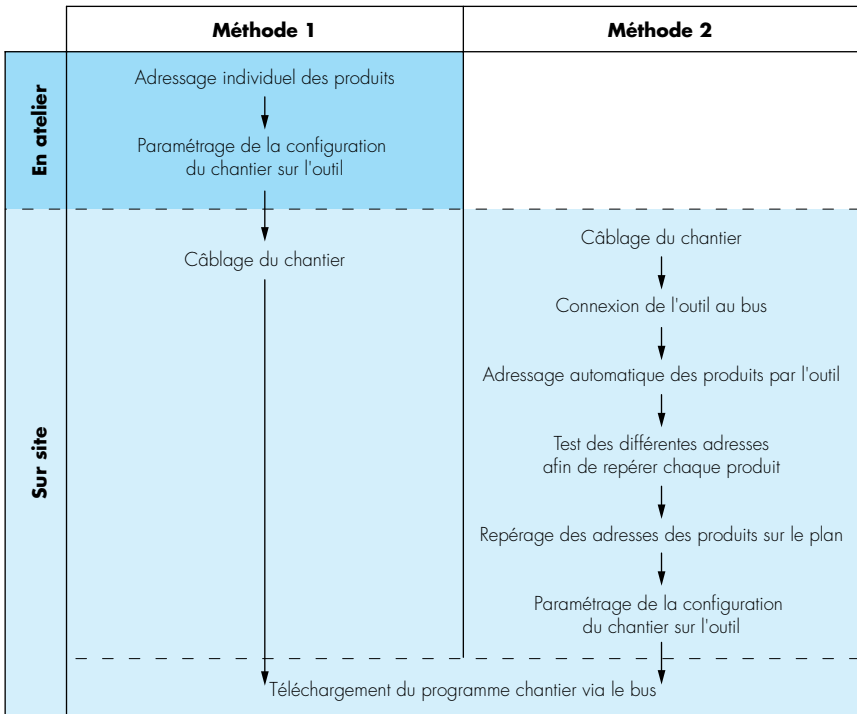 Méthode 1
Méthode 2
En atelier
Adressage individuel des produits
Paramétrage de la configuration
du chantier sur l'outil
Sur site
Câblage du chantier
Câblage du chantier
Connexion de l'outil au bus
Adressage automatique des produits par l'outil
Test des différentes adresses
afin de repérer chaque produit
Repérage des adresses des produits sur le plan
Paramétrage de la configuration
du chantier sur l'outil
Téléchargement du programme chantier via le bus